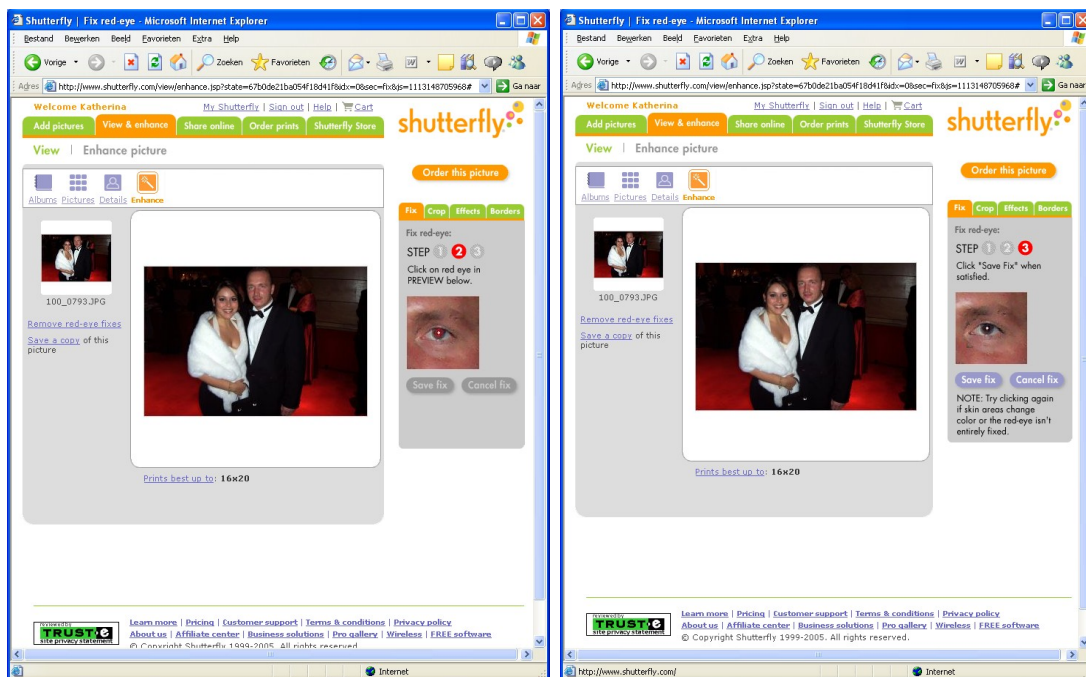 Shutterfly | Fix red-eye - Microsoft Internet Explorer
Bestand Bewerken Beeld Favorieten Extra Help
Vorige Zoeken Favorieten
Adres http://www.shutterfly.com/view/enhance.jsp?state=67b0de21ba054f18d41f8&idx=0&sec=fix&js=1113148705968# Ga naar
Welcome Katherina My Shutterfly | Sign out | Help | Cart
Add pictures View & enhance Share online Order prints Shutterfly Store
shutterfly
View | Enhance picture
Order this picture
Albums Pictures Details Enhance
Fix Crop Effects Borders
Fix red-eye:
STEP 1 2 3
Click on red eye in
PREVIEW below.
100_0793.JPG
Remove red-eye fixes
Save a copy of this
picture
Save fix Cancel fix
Prints best up to: 16x20
reviewed by
TRUST e
site privacy statement
Learn more | Pricing | Customer support | Terms & conditions | Privacy policy
About us | Affiliate center | Business solutions | Pro gallery | Wireless | FREE software
© Copyright Shutterfly 1999-2005. All rights reserved.
Internet
Shutterfly | Fix red-eye - Microsoft Internet Explorer
Bestand Bewerken Beeld Favorieten Extra Help
Vorige Zoeken Favorieten
Adres http://www.shutterfly.com/view/enhance.jsp?state=67b0de21ba054f18d41f8&idx=0&sec=fix&js=1113148705968# Ga naar
Welcome Katherina My Shutterfly | Sign out | Help | Cart
Add pictures View & enhance Share online Order prints Shutterfly Store
shutterfly
View | Enhance picture
Order this picture
Albums Pictures Details Enhance
Fix Crop Effects Borders
Fix red-eye:
STEP 1 2 3
Click "Save Fix" when
satisfied.
100_0793.JPG
Remove red-eye fixes
Save a copy of this
picture
Save fix Cancel fix
NOTE: Try clicking again
if skin areas change
color or the red-eye isn't
entirely fixed.
Prints best up to: 16x20
reviewed by
TRUST e
site privacy statement
Learn more | Pricing | Customer support | Terms & conditions | Privacy policy
About us | Affiliate center | Business solutions | Pro gallery | Wireless | FREE software
© Copyright Shutterfly 1999-2005. All rights reserved.
http://www.shutterfly.com/ Internet